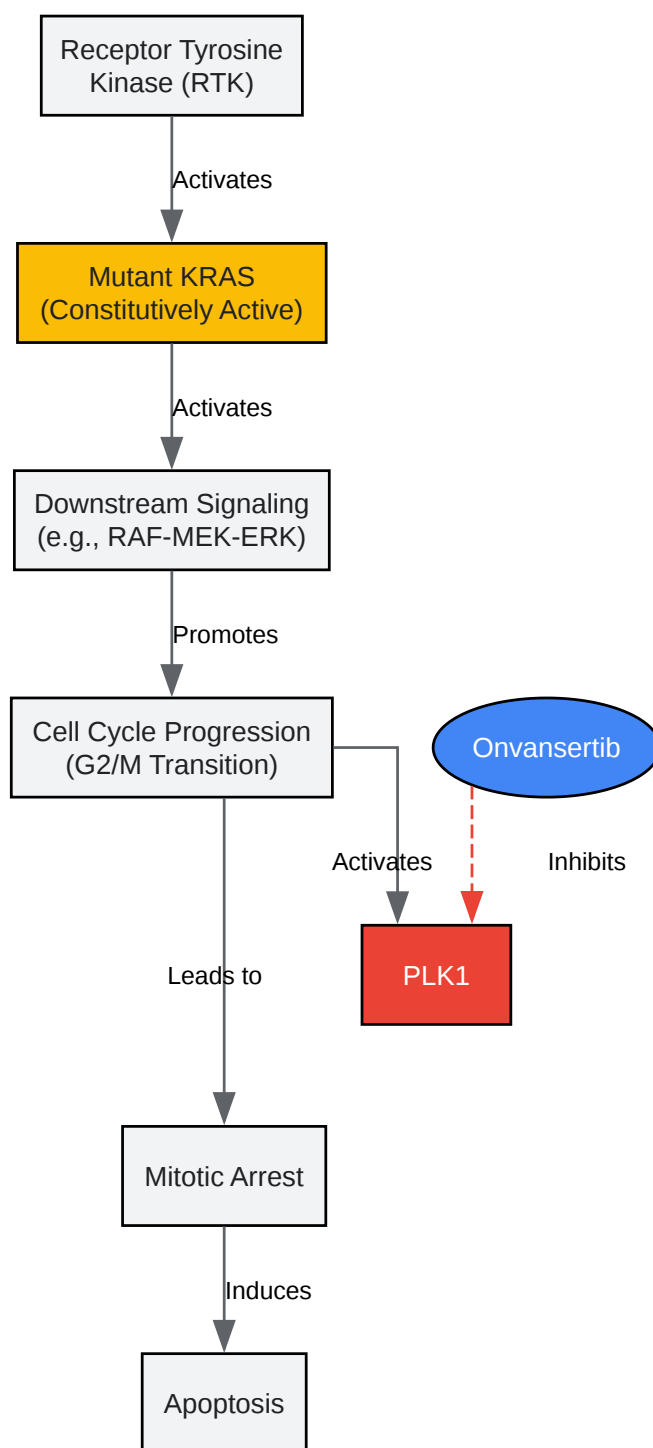 Receptor Tyrosine
Kinase (RTK)
Activates
Mutant KRAS
(Constitutively Active)
Activates
Downstream Signaling
(e.g., RAF-MEK-ERK)
Promotes
Cell Cycle Progression
(G2/M Transition)
Onvansertib
Activates
Inhibits
Leads to
PLK1
Mitotic Arrest
Induces
Apoptosis